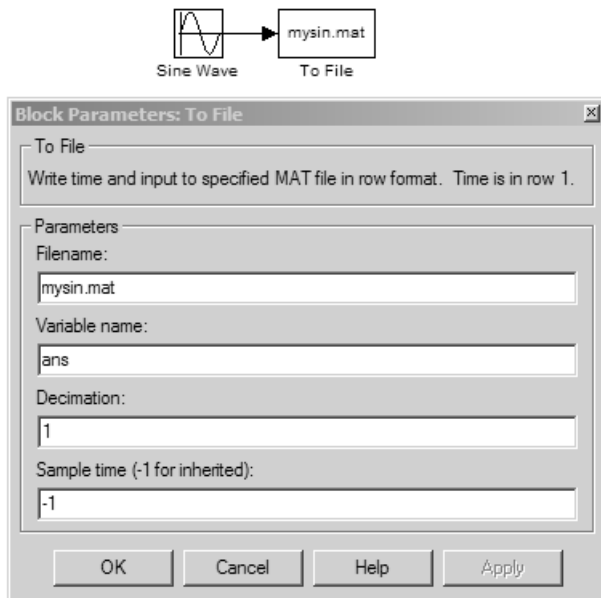 mysin.mat
Sine Wave
To File
Block Parameters: To File
To File
Write time and input to specified MAT file in row format.  Time is in row 1.
Parameters
Filename:
mysin.mat
Variable name:
ans
Decimation:
1
Sample time (-1 for inherited):
-1
OK
Cancel
Help
Apply